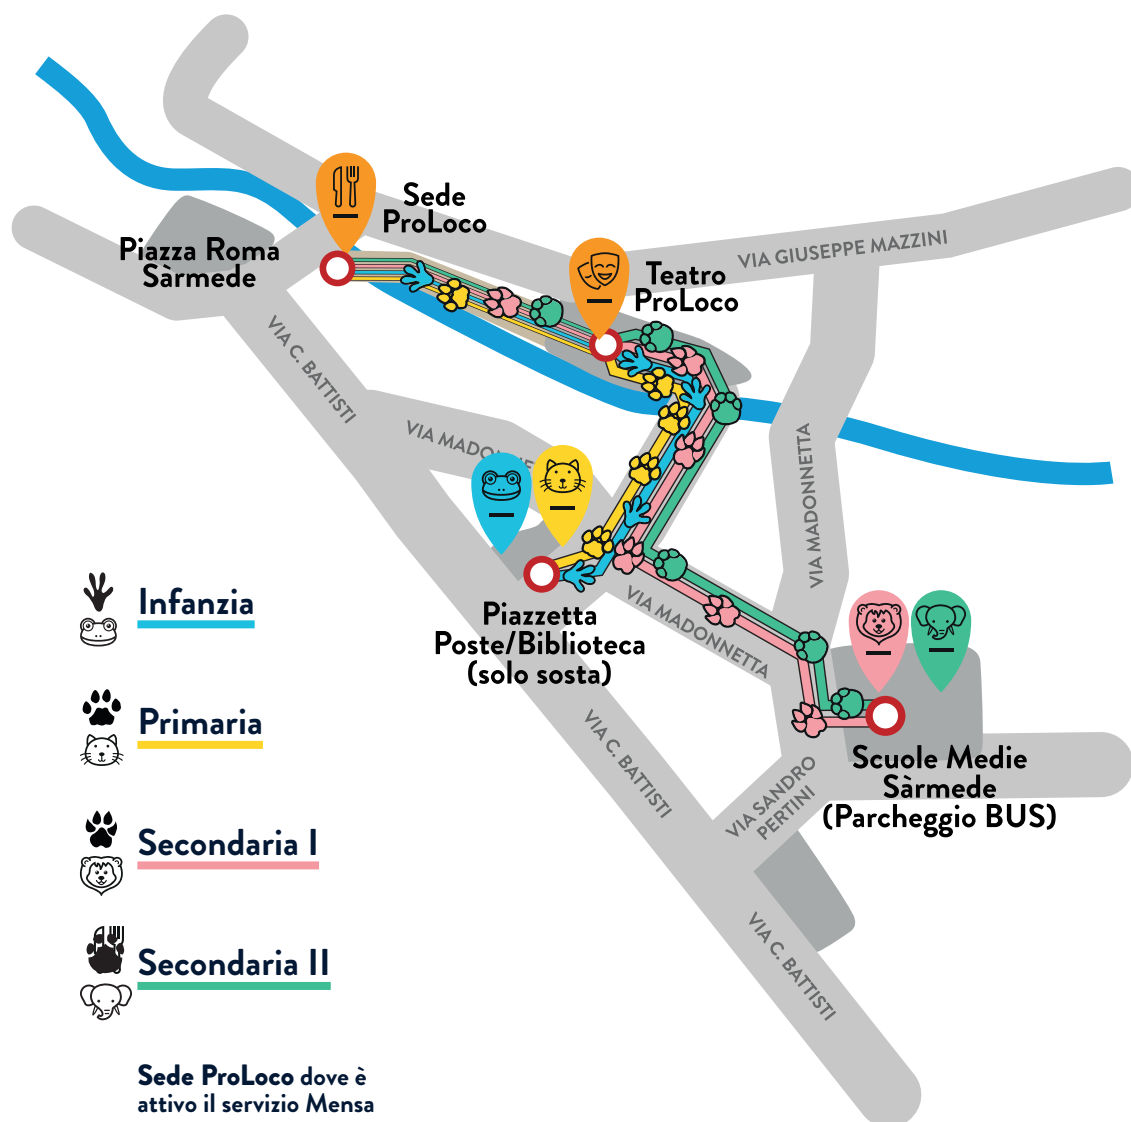 Sede
ProLoco
Piazza Roma
Sàrmede
VIA GIUSEPPE MAZZINI
Teatro
ProLoco
VIA C. BATTISTI
VIA MADONNE
VIA MADONNETTA
Infanzia
Piazzetta
Poste/Biblioteca
(solo sosta)
VIA MADONNETTA
Primaria
VIA C. BATTISTI
Scuole Medie
Sàrmede
(Parcheggio BUS)
VIA SANDRO
PERTINI
Secondaria I
VIA C. BATTISTI
Secondaria II
Sede ProLoco dove è
attivo il servizio Mensa